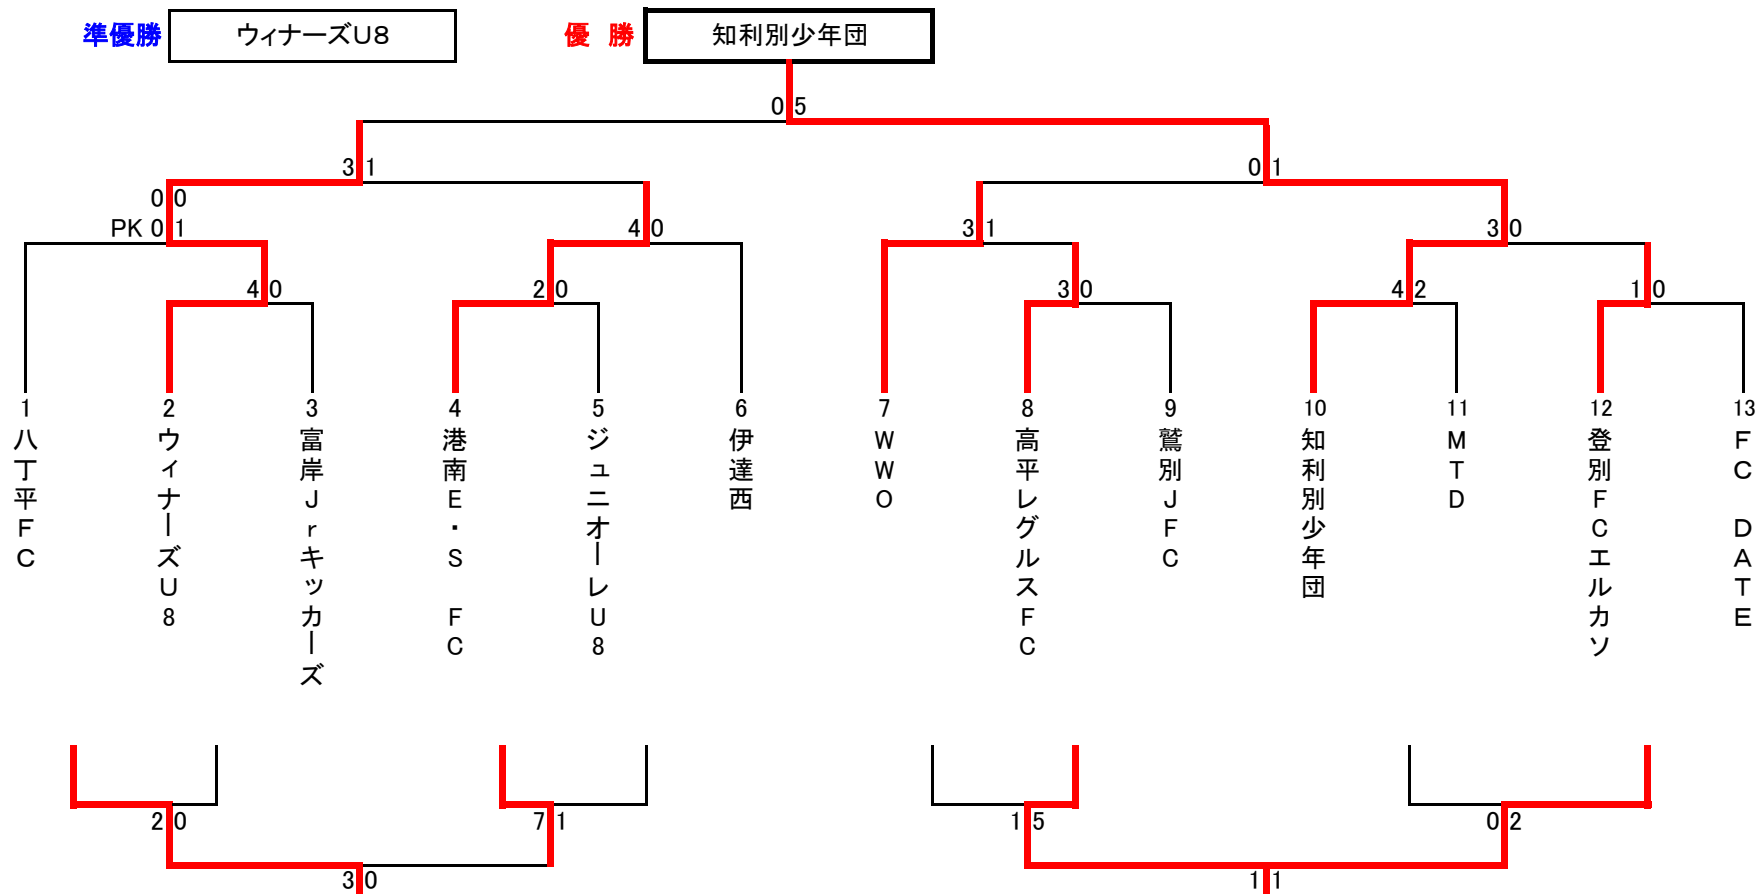 準優勝 ウィナーズU8 優 勝 知利別少年団
0 5
3 1 0 1
0 0
PK 0 1 4 0 3 1 3 0
4 0 2 0 3 0 4 2 1 0
1 2 3 4 5 6 7 8 9 10 11 12 13
八丁平FC
ウィナーズU8
富岸Jrキッカーズ
港南E・S FC
ジュニオールU8
伊達西
WWO
高平レグルスFC
鷲別JFC
知利別少年団
MTD
登別FCエルカソ
FC DATE
2 0 7 1 1 5 0 2
3 0 1 1